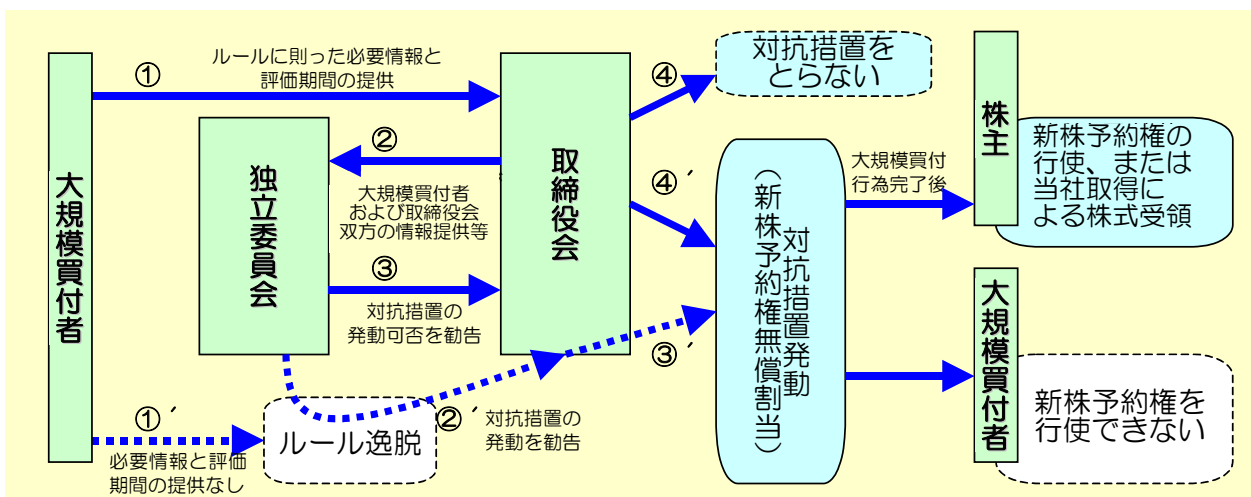 大規模買付者
①
ルールに則った必要情報と
評価期間の提供
独立委員会
②
大規模買付者
および取締役会
双方の情報提供等
③
対抗措置の
発動可否を勧告
取締役会
④
対抗措置を
とらない
④´
対抗措置発動
（新株予約権無償割当）
大規模買付
行為完了後
株主
新株予約権の
行使、または
当社取得に
よる株式受領
大規模買付者
新株予約権を
行使できない
①´
必要情報と評価
期間の提供なし
ルール逸脱
②´
対抗措置の
発動を勧告
③´